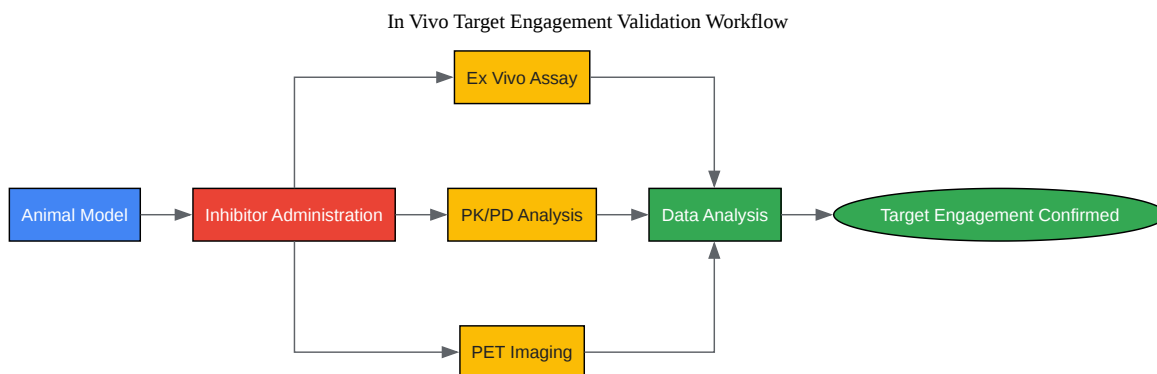 In Vivo Target Engagement Validation Workflow
Ex Vivo Assay
Animal Model
Inhibitor Administration
PK/PD Analysis
Data Analysis
Target Engagement Confirmed
PET Imaging